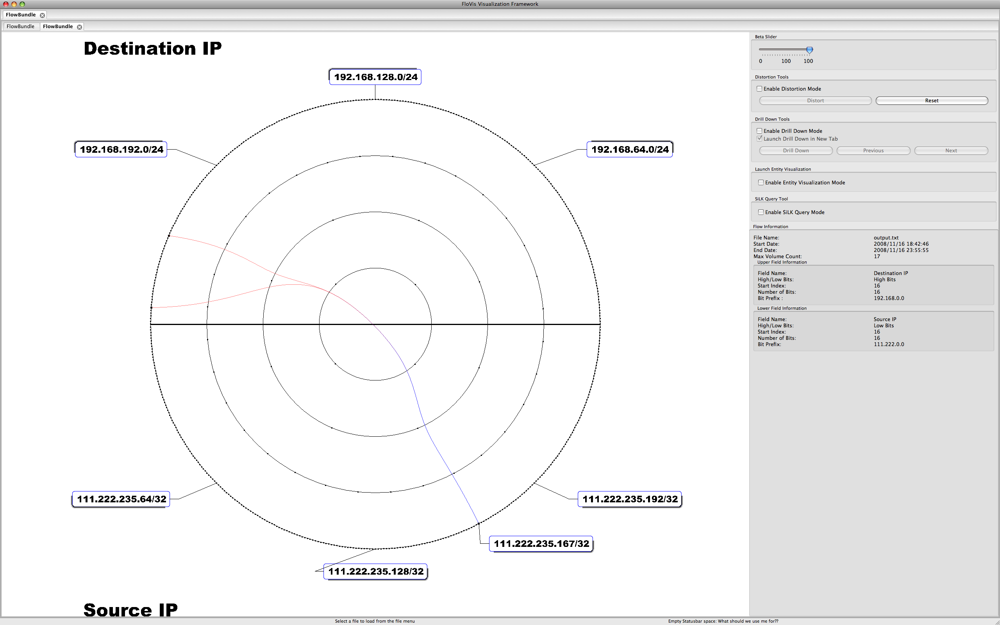 FloVis Visualization Framework
FlowBundle
FlowBundle FlowBundle
Destination IP
192.168.128.0/24
192.168.192.0/24
192.168.64.0/24
111.222.235.64/32
111.222.235.192/32
111.222.235.167/32
111.222.235.128/32
Source IP
Beta Slider
0 100 100
Distortion Tools
Enable Distortion Mode
Distort Reset
Drill Down Tools
Enable Drill Down Mode
Launch Drill Down in New Tab
Drill Down Previous Next
Launch Entity Visualization
Enable Entity Visualization Mode
SiLK Query Tool
Enable SiLK Query Mode
Flow Information
File Name: output.txt
Start Date: 2008/11/16 18:42:46
End Date: 2008/11/16 23:55:55
Max Volume Count: 17
Upper Field Information
Field Name: Destination IP
High/Low Bits: High Bits
Start Index: 16
Number of Bits: 16
Bit Prefix : 192.168.0.0
Lower Field Information
Field Name: Source IP
High/Low Bits: Low Bits
Start Index: 16
Number of Bits: 16
Bit Prefix: 111.222.0.0
Select a file to load from the file menu
Empty Statusbar space: What should we use me for??